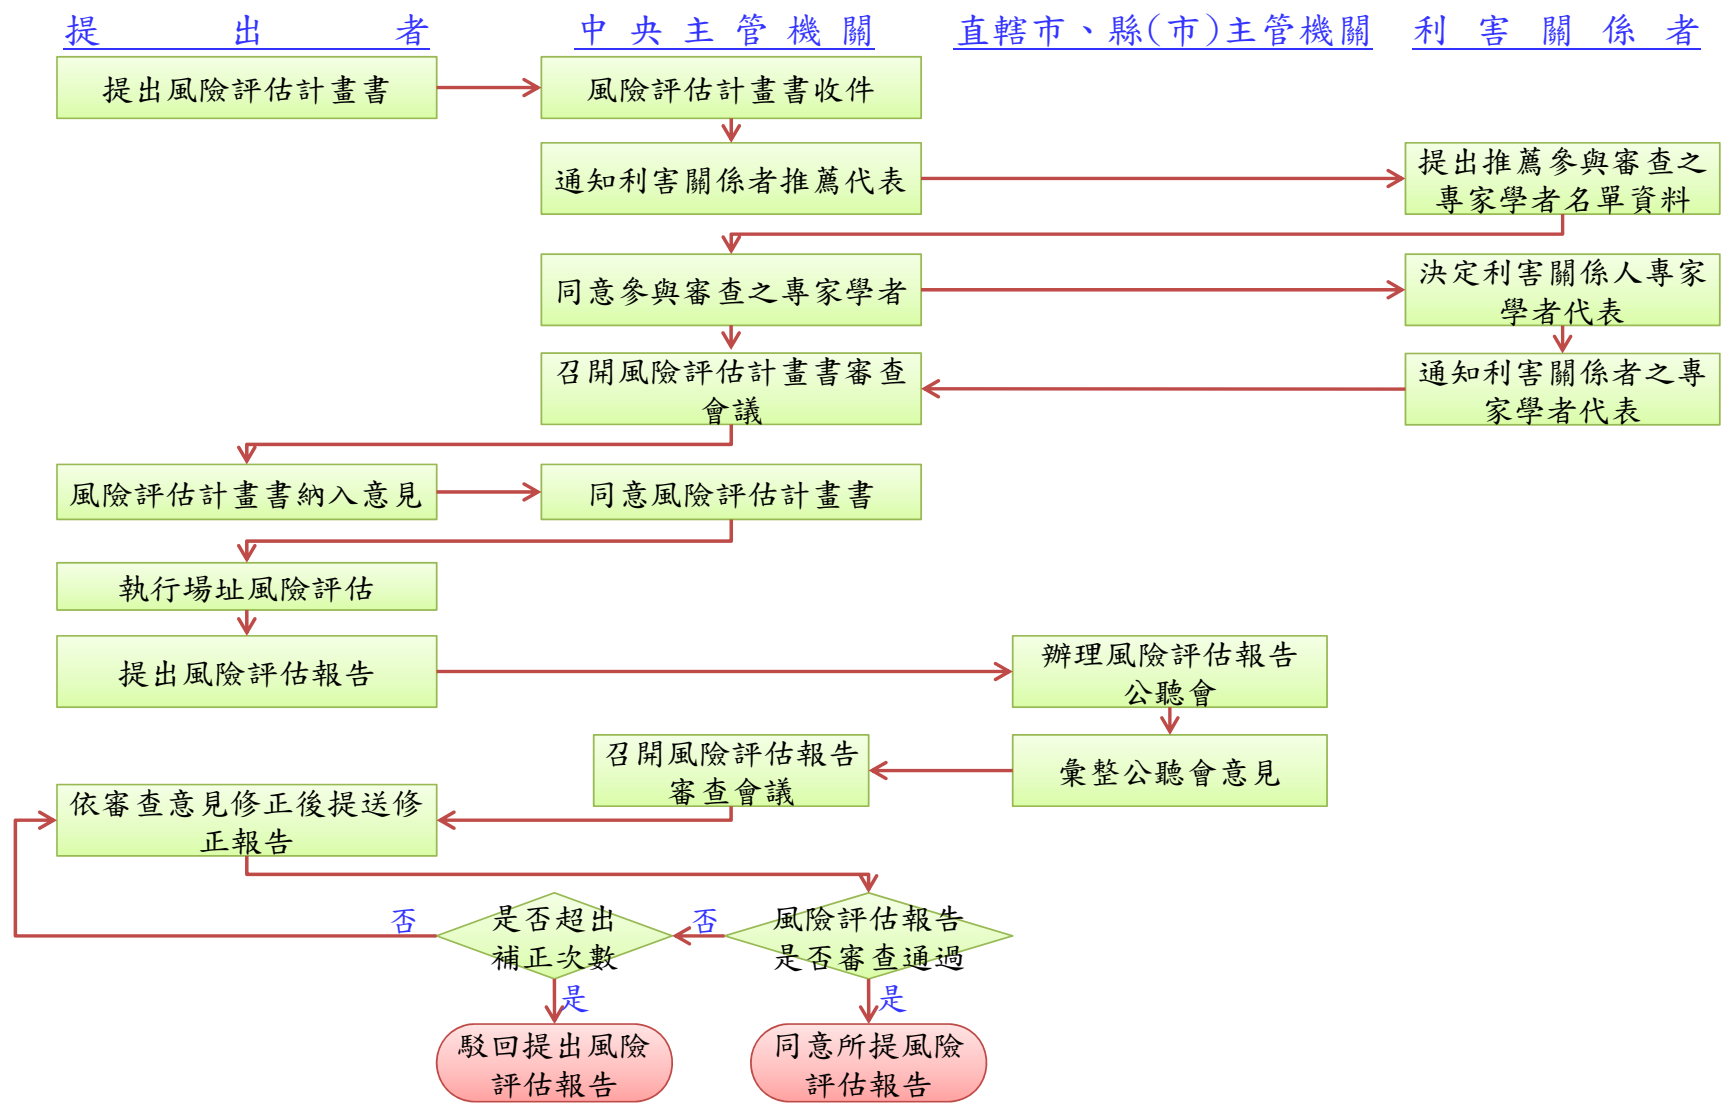 提出者
中央主管機關
直轄市、縣(市)主管機關
利害關係者
提出風險評估計畫書
風險評估計畫書收件
通知利害關係者推薦代表
提出推薦參與審查之
專家學者名單資料
同意參與審查之專家學者
決定利害關係人專家
學者代表
召開風險評估計畫書審查
會議
通知利害關係者之專
家學者代表
風險評估計畫書納入意見
同意風險評估計畫書
執行場址風險評估
提出風險評估報告
辦理風險評估報告
公聽會
召開風險評估報告
審查會議
彙整公聽會意見
依審查意見修正後提送修
正報告
否
是否超出
補正次數
否
風險評估報告
是否審查通過
是
是
駁回提出風險
評估報告
同意所提風險
評估報告